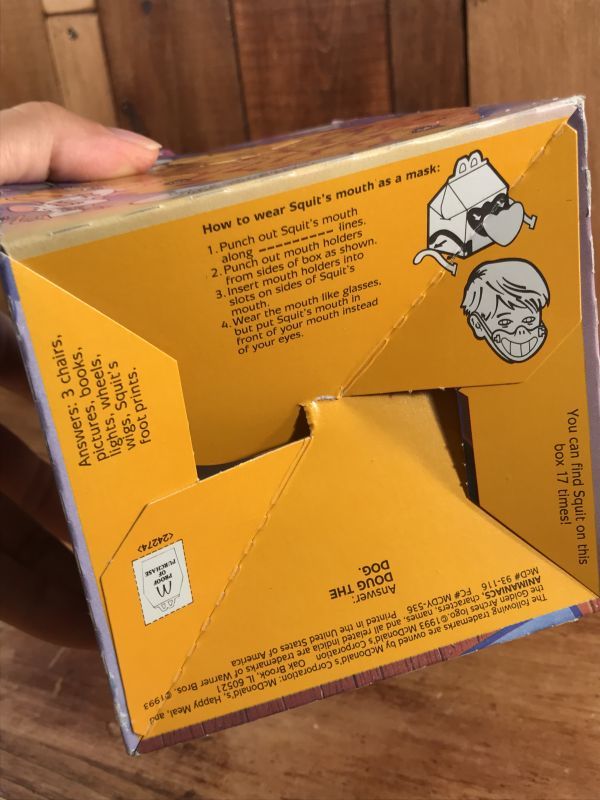 How to wear Squit's mouth as a mask:
1. Punch out Squit's mouth
along --------- lines.
2. Punch out mouth holders
from sides of box as shown.
3. Insert mouth holders into
slots on sides of Squit's
mouth.
4. Wear the mouth like glasses,
but put Squit's mouth in
front of your mouth instead
of your eyes.
Answers: 3 chairs,
pictures, books,
pictures, wheels,
lights, Squit's
wigs, Squit's
foot prints.
You can find Squit on this
box 17 times!
<24274>
PROOF
OF
PURCHASE
Answer:
DOUG THE
DOG.
The following trademarks are owned by McDonald's Corporation: McDonald's, Happy Meal, and
the Golden Arches logo. ©1993 McDonald's Corporation Oak Brook, IL 60521
ANIMANIACS, characters, names, and all related indicia are trademarks of Warner Bros. ©1993
McD# 93-116 FC# MCDY-536 Printed in the United States of America